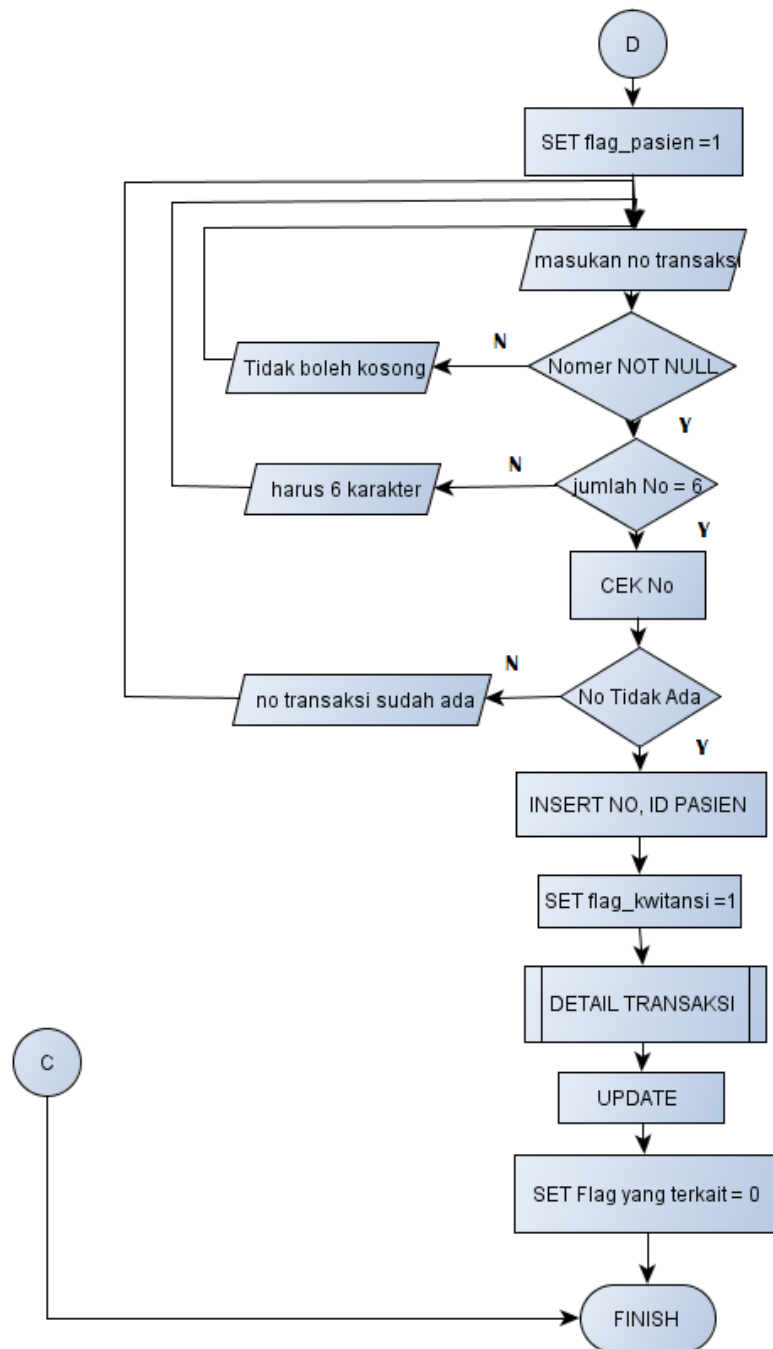 D
SET flag_pasien =1
masukan no transaksi
Nomer NOT NULL
N
Tidak boleh kosong
Y
jumlah No = 6
N
harus 6 karakter
Y
CEK No
No Tidak Ada
N
no transaksi sudah ada
Y
INSERT NO, ID PASIEN
SET flag_kwitansi =1
DETAIL TRANSAKSI
UPDATE
SET Flag yang terkait = 0
C
FINISH